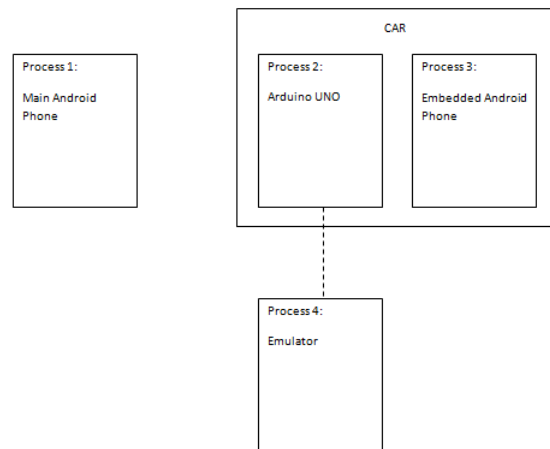 CAR
Process 1:
Main Android
Phone
Process 2:
Arduino UNO
Process 3:
Embedded Android
Phone
Process 4:
Emulator